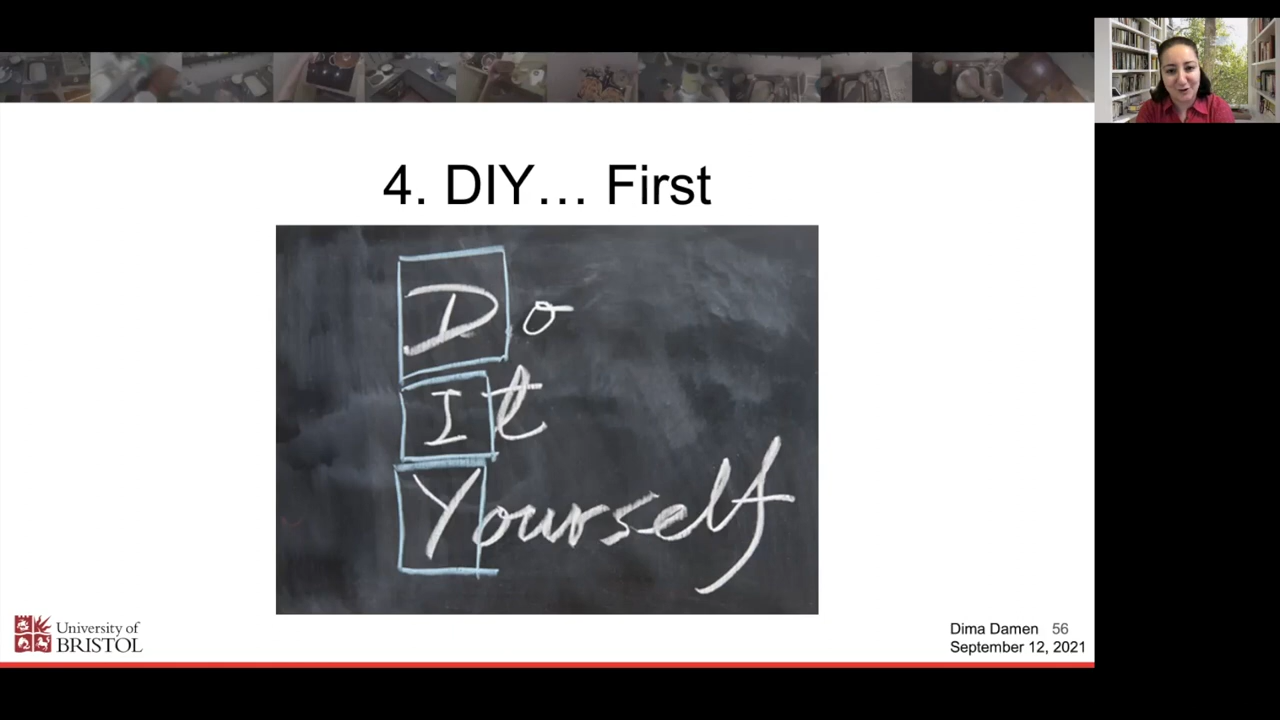 4. DIY... First
Do
It
Yourself
University of
BRISTOL
Dima Damen 56
September 12, 2021